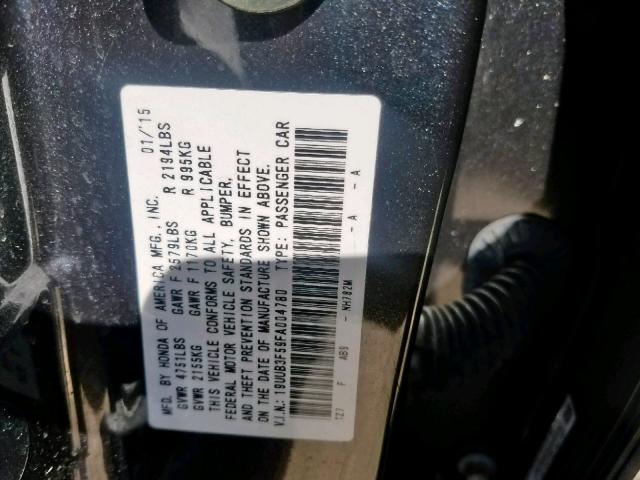 MFD. BY HONDA OF AMERICA MFG., INC. 01/'15
GVWR 4751LBS GAWR F 2579LBS R 2194LBS
GVWR 2155KG GAWR F 1170KG R 995KG
THIS VEHICLE CONFORMS TO ALL APPLICABLE
FEDERAL MOTOR VEHICLE SAFETY, BUMPER,
AND THEFT PREVENTION STANDARDS IN EFFECT
ON THE DATE OF MANUFACTURE SHOWN ABOVE.
V.I.N.: 19UUB3F59FA004780 TYPE: PASSENGER CAR
TZ7 F AB9 - NH782M - A - A